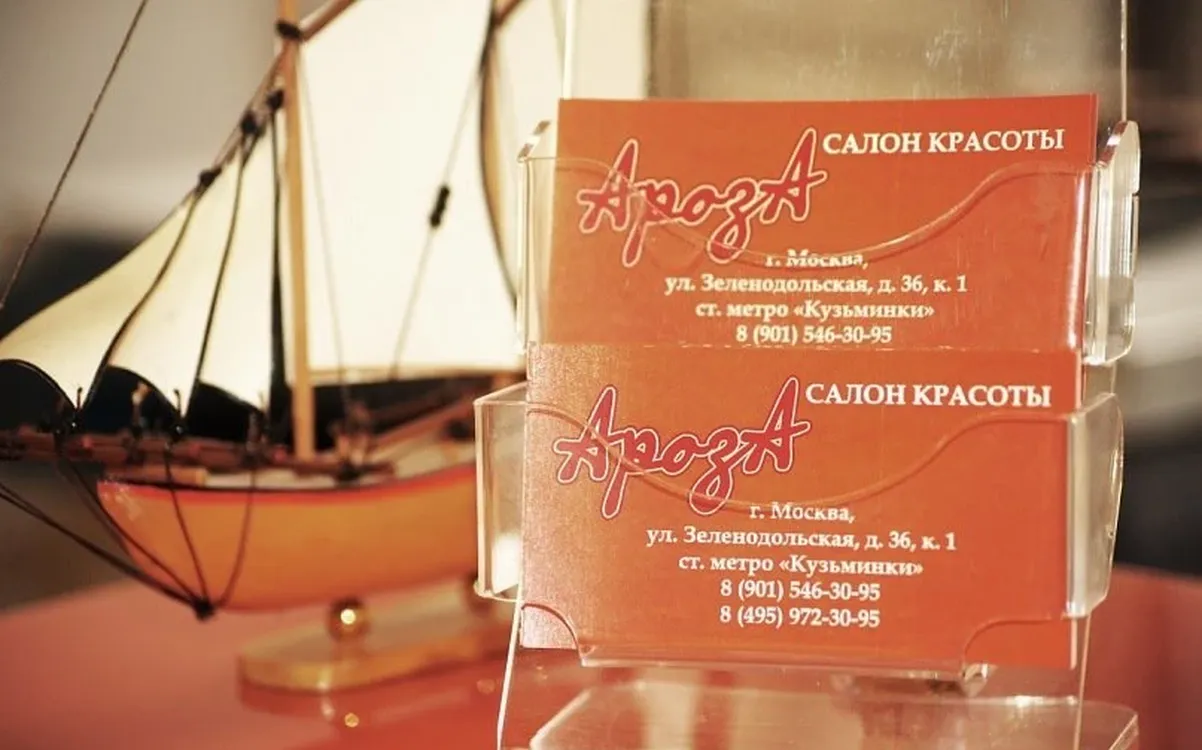 АрозА САЛОН КРАСОТЫ
г. Москва,
ул. Зеленодольская, д. 36, к. 1
ст. метро «Кузьминки»
8 (901) 546-30-95
АрозА САЛОН КРАСОТЫ
г. Москва,
ул. Зеленодольская, д. 36, к. 1
ст. метро «Кузьминки»
8 (901) 546-30-95
8 (495) 972-30-95